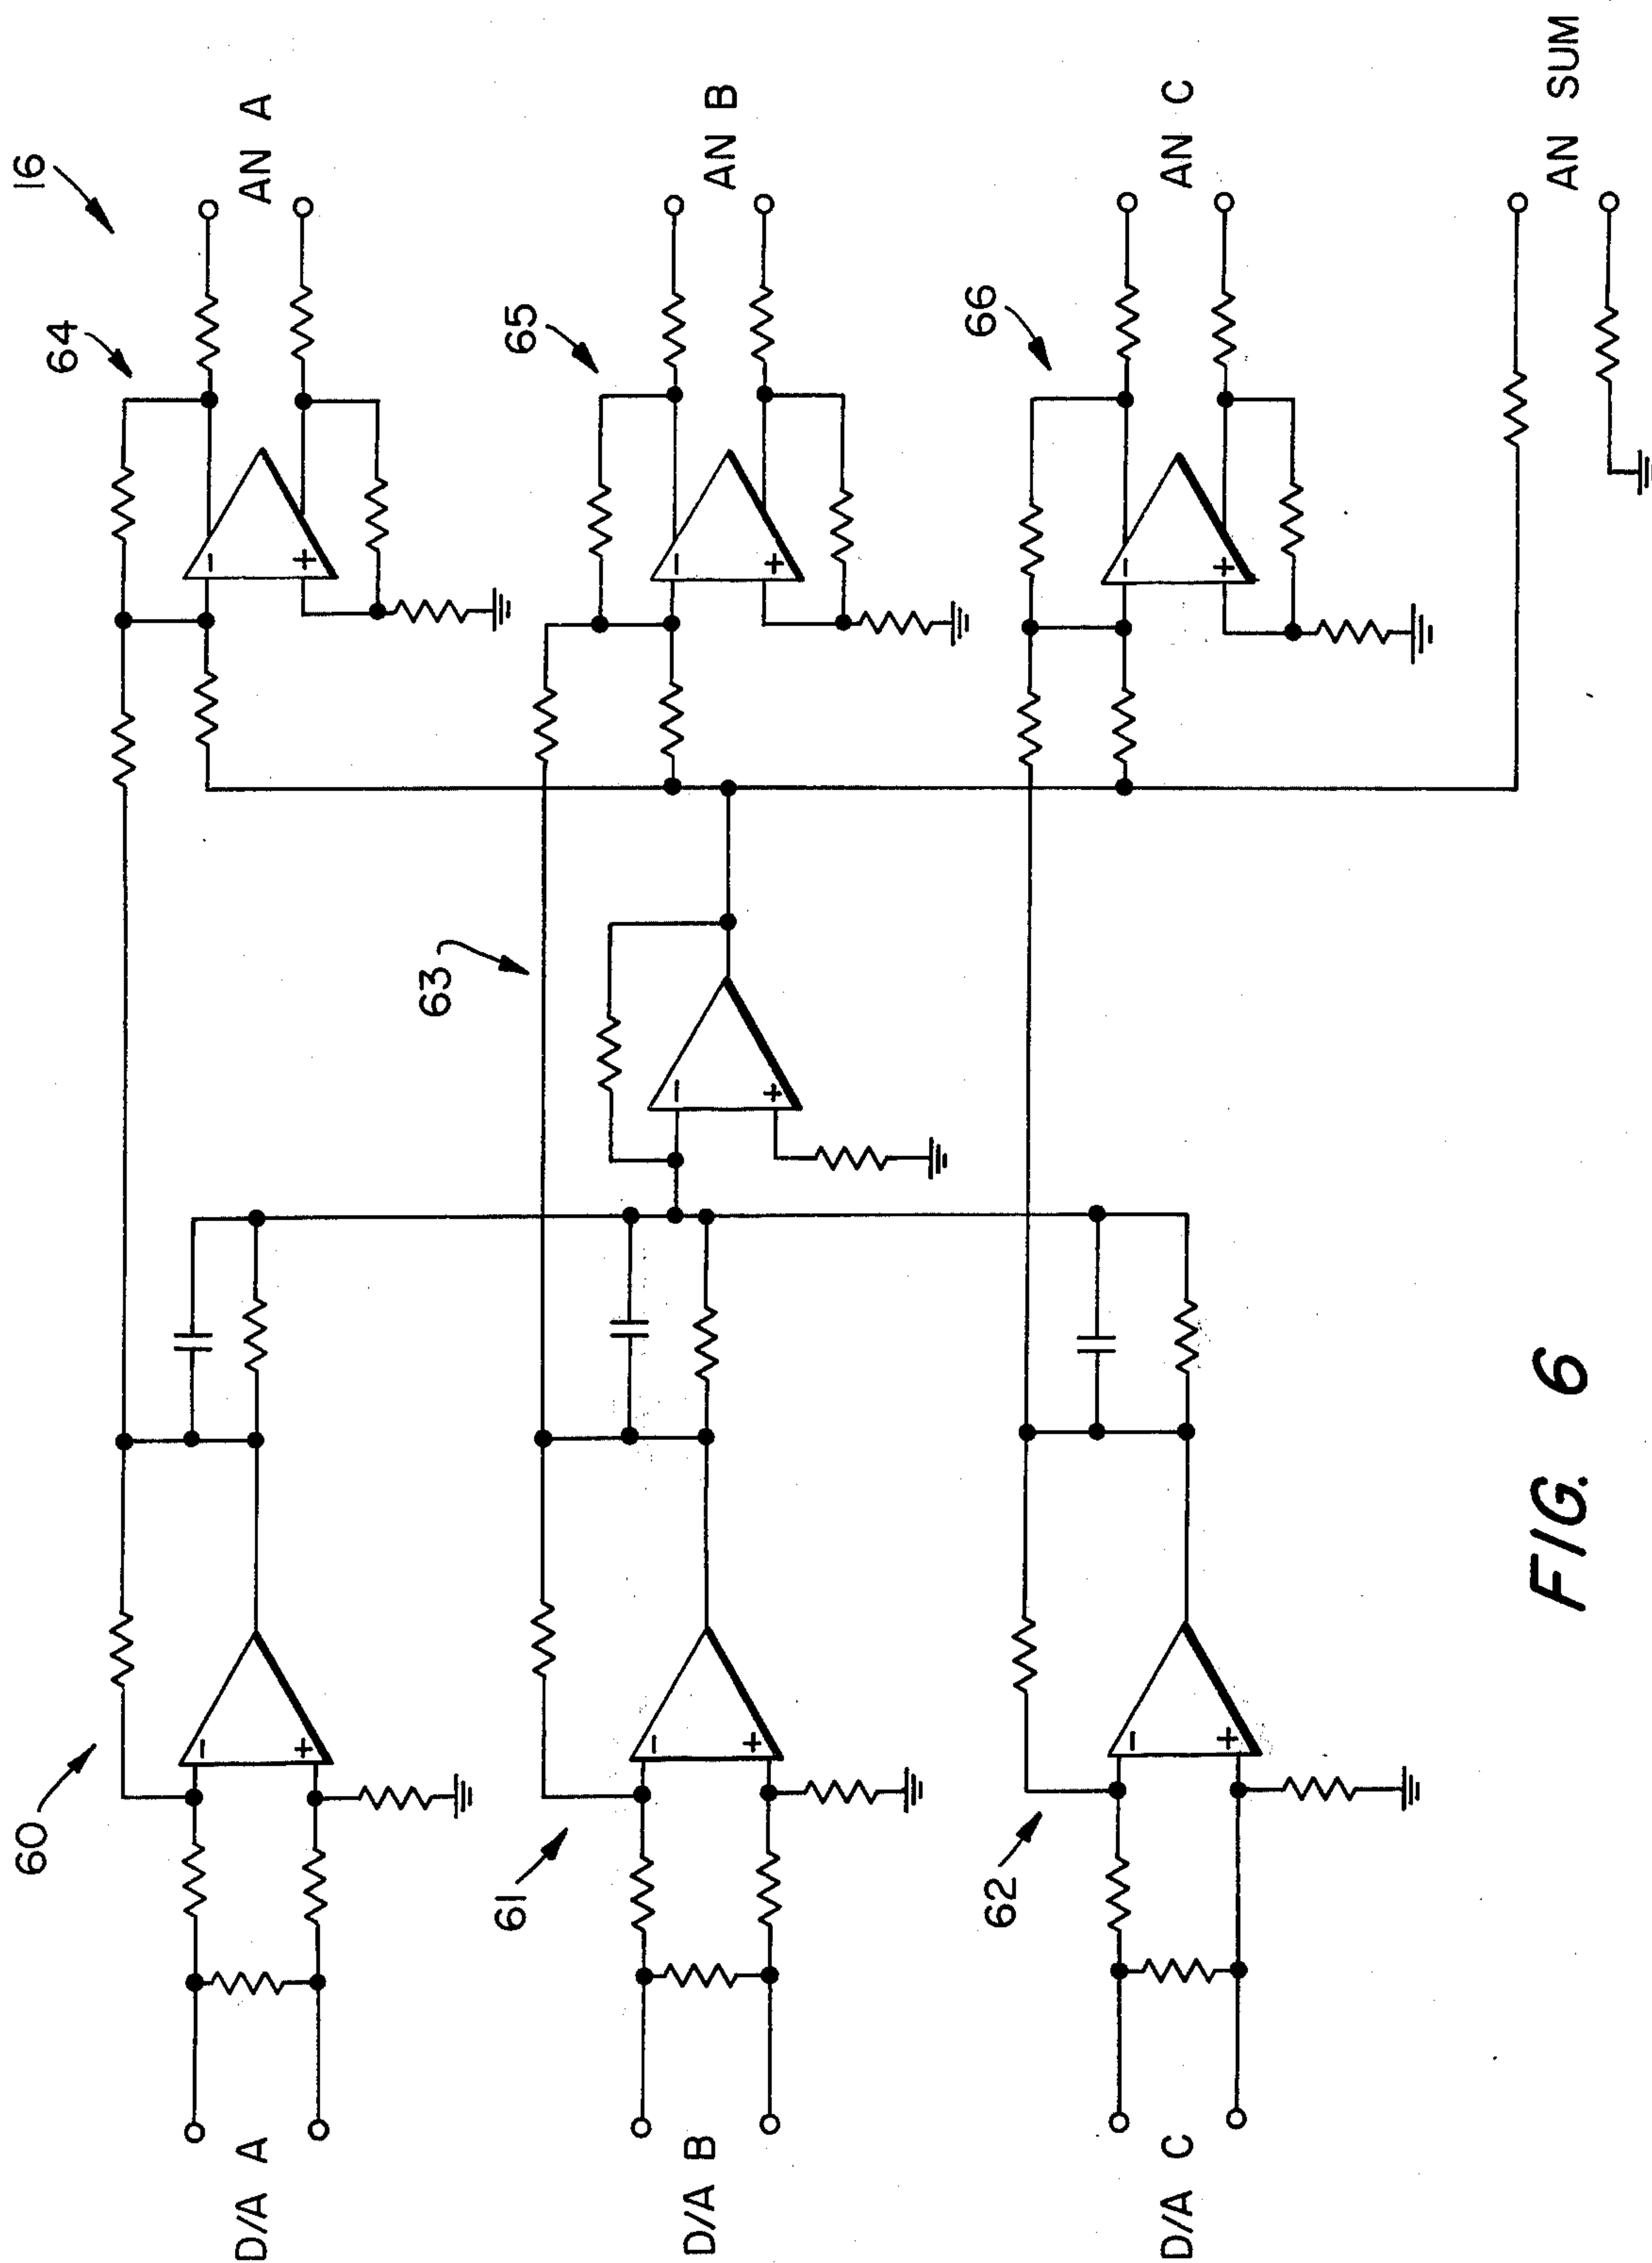 16
64
AN A
65
AN B
66
AN C
AN SUM
63
60
61
62
D/A A
D/A B
D/A C
−
+
−
+
−
+
−
+
−
+
−
+
−
+
FIG. 6